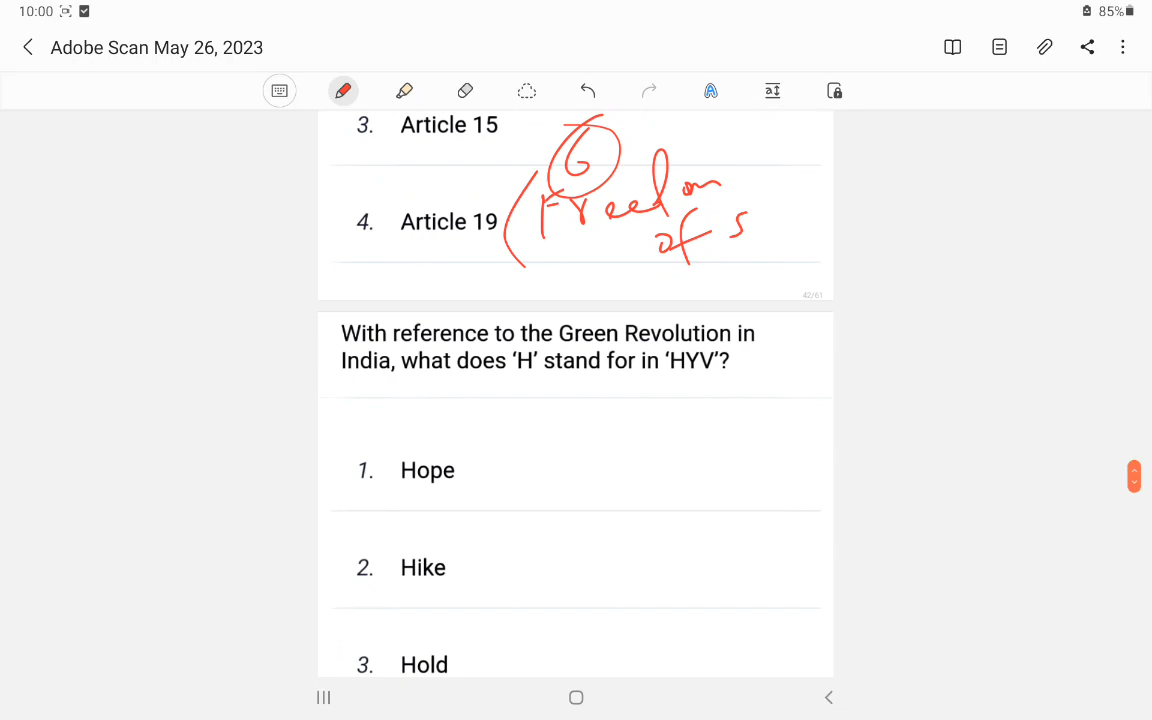 10:00 85%
Adobe Scan May 26, 2023
3. Article 15
6
4. Article 19
Freedom
of s
42/61
With reference to the Green Revolution in
India, what does ‘H’ stand for in ‘HYV’?
1. Hope
2. Hike
3. Hold